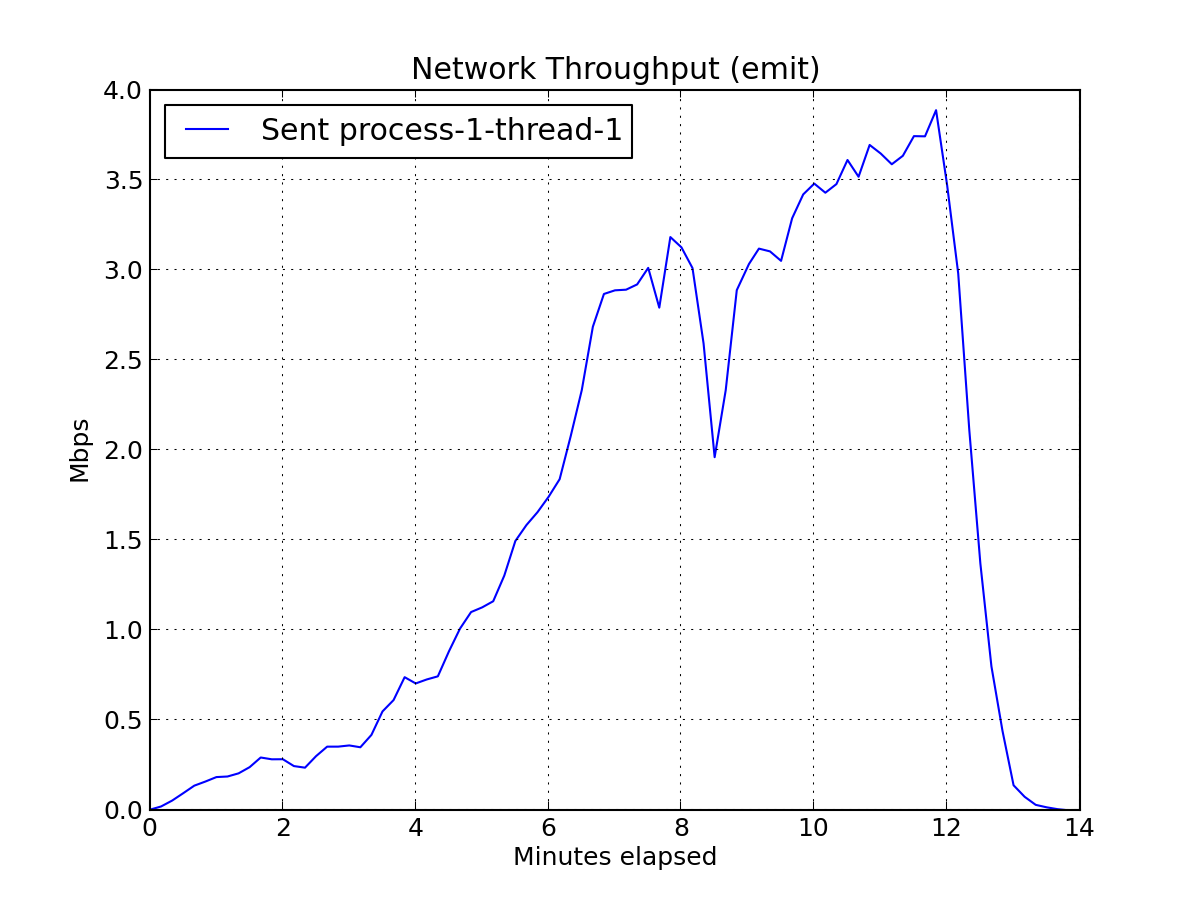 Network Throughput (emit)
Sent process-1-thread-1
4.0
3.5
3.0
2.5
2.0
1.5
1.0
0.5
0.0
Mbps
0 2 4 6 8 10 12 14
Minutes elapsed